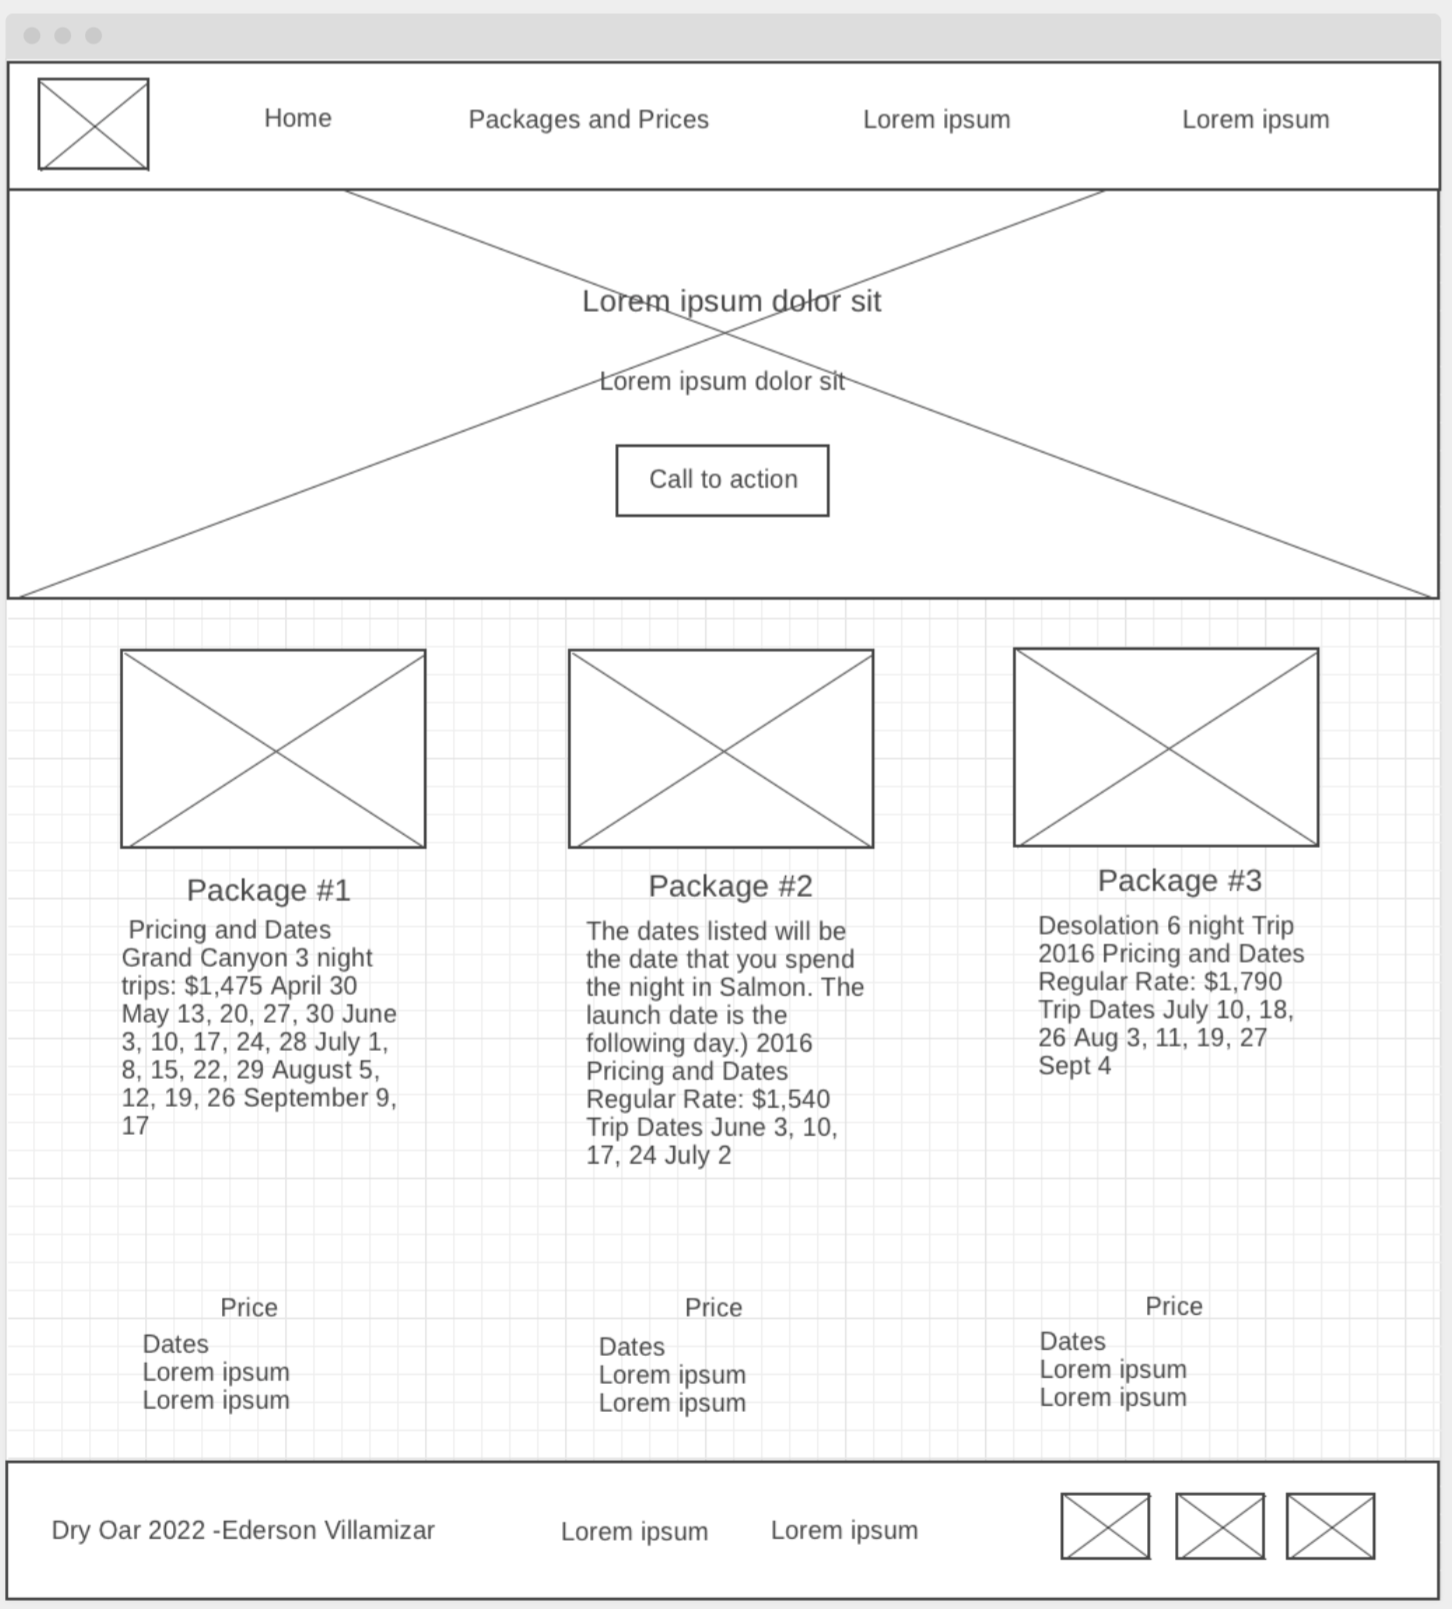 Home Packages and Prices Lorem ipsum Lorem ipsum
Lorem ipsum dolor sit
Lorem ipsum dolor sit
Call to action
Package #1
Pricing and Dates
Grand Canyon 3 night
trips: $1,475 April 30
May 13, 20, 27, 30 June
3, 10, 17, 24, 28 July 1,
8, 15, 22, 29 August 5,
12, 19, 26 September 9,
17
Price
Dates
Lorem ipsum
Lorem ipsum
Package #2
The dates listed will be
the date that you spend
the night in Salmon. The
launch date is the
following day.) 2016
Pricing and Dates
Regular Rate: $1,540
Trip Dates June 3, 10,
17, 24 July 2
Price
Dates
Lorem ipsum
Lorem ipsum
Package #3
Desolation 6 night Trip
2016 Pricing and Dates
Regular Rate: $1,790
Trip Dates July 10, 18,
26 Aug 3, 11, 19, 27
Sept 4
Price
Dates
Lorem ipsum
Lorem ipsum
Dry Oar 2022 -Ederson Villamizar Lorem ipsum Lorem ipsum